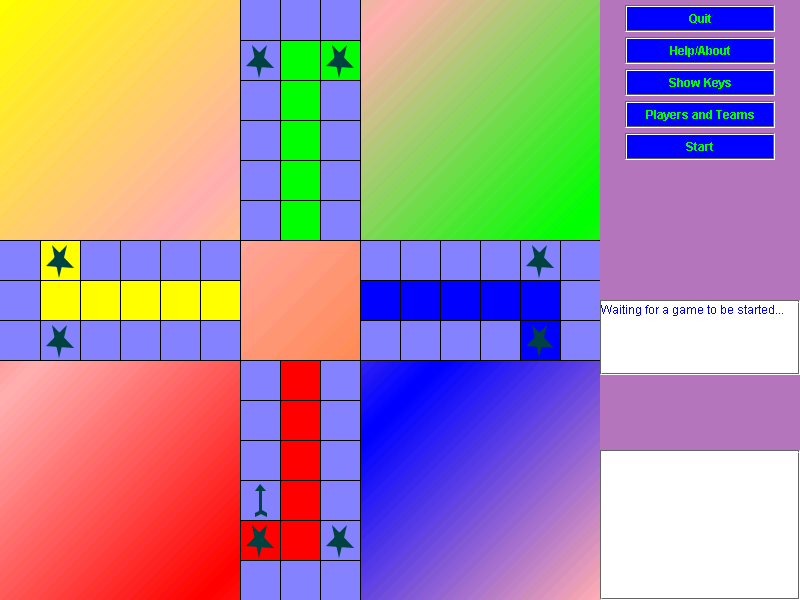 Quit
Help/About
Show Keys
Players and Teams
Start
Waiting for a game to be started...